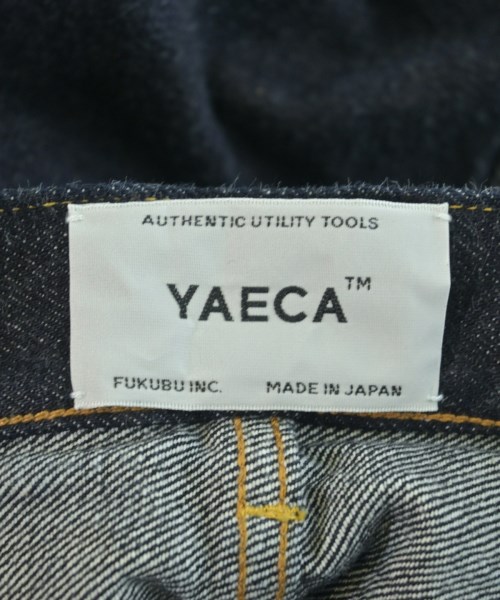 AUTHENTIC UTILITY TOOLS
YAECA™
FUKUBU INC. MADE IN JAPAN